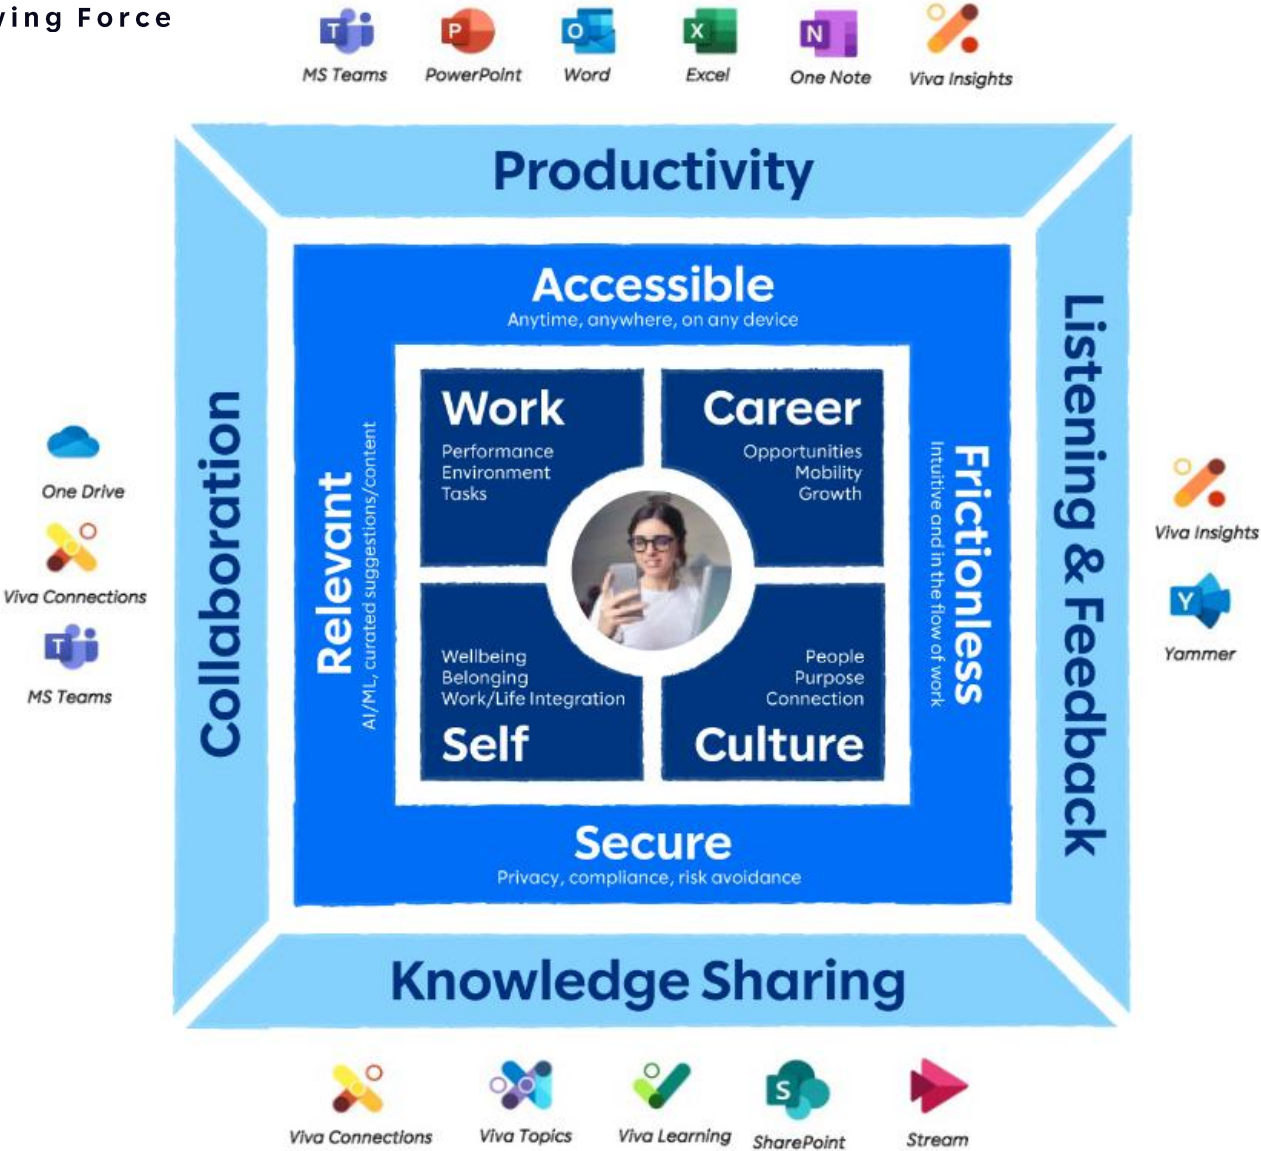 Force
MS Teams
PowerPoint
Word
Excel
One Note
Viva Insights
Productivity
Accessible
Anytime, anywhere, on any device
Collaboration
Relevant
AI/ML, curated suggestions/content
Work
Performance
Environment
Tasks
Career
Opportunities
Mobility
Growth
Wellbeing
Belonging
Work/Life Integration
Self
People
Purpose
Connection
Culture
Frictionless
Intuitive and in the flow of work
Listening & Feedback
Secure
Privacy, compliance, risk avoidance
Knowledge Sharing
One Drive
Viva Connections
MS Teams
Viva Insights
Yammer
Viva Connections
Viva Topics
Viva Learning
SharePoint
Stream